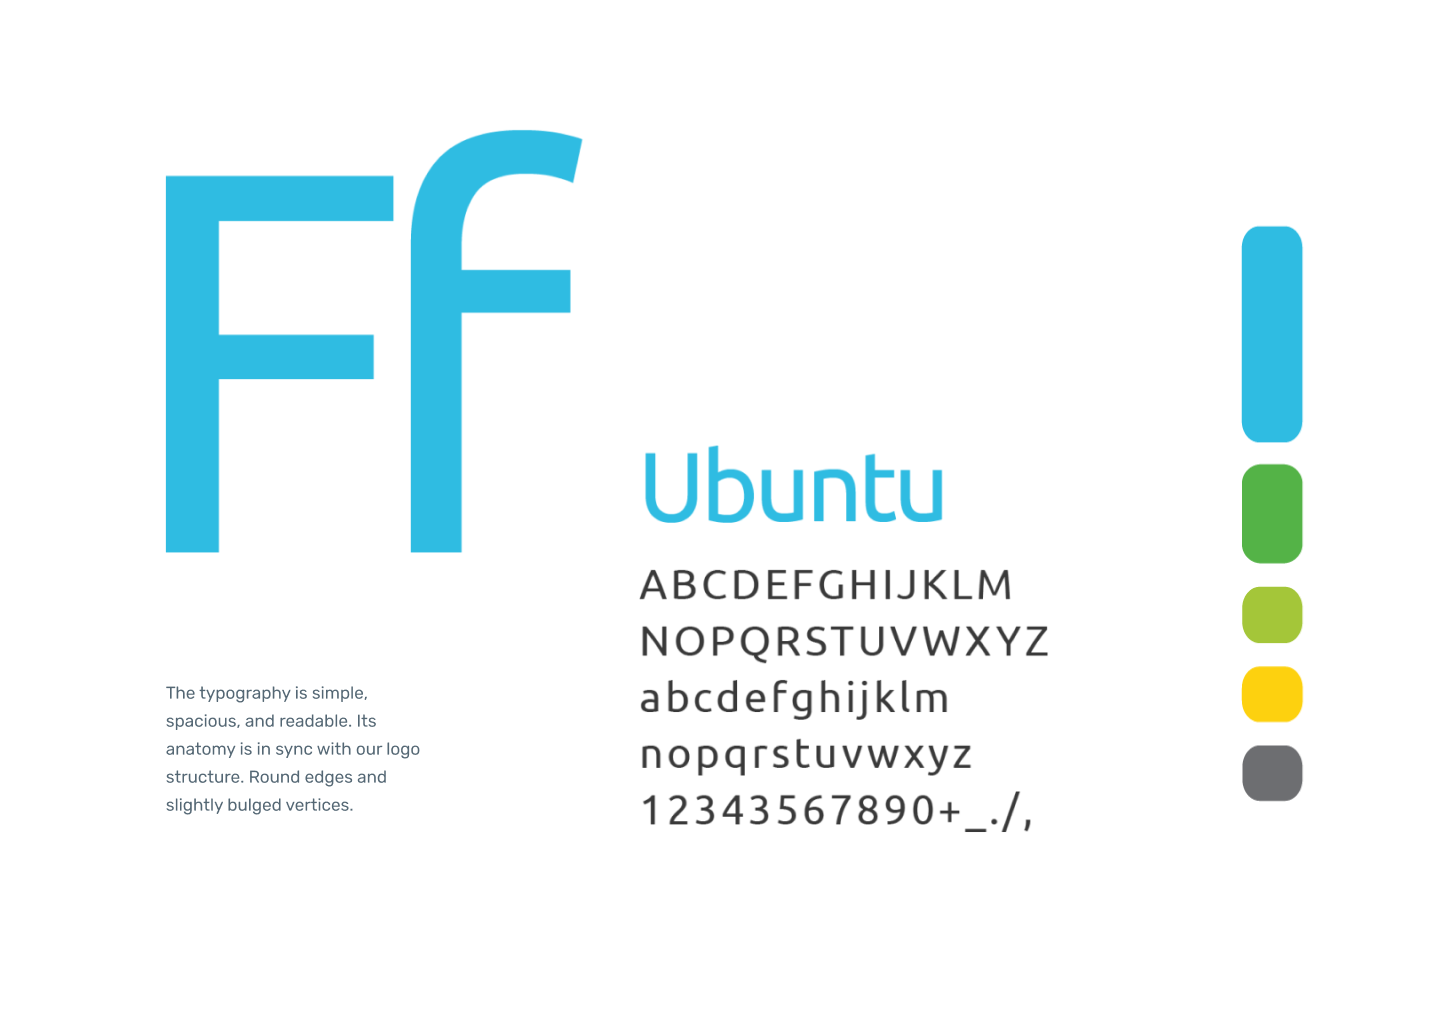 Ff
Ubuntu
ABCDEFGHIJKLM
NOPQRSTUVWXYZ
abcdefghijklm
nopqrstuvwxyz
12343567890+_./,
The typography is simple,
spacious, and readable. Its
anatomy is in sync with our logo
structure. Round edges and
slightly bulged vertices.